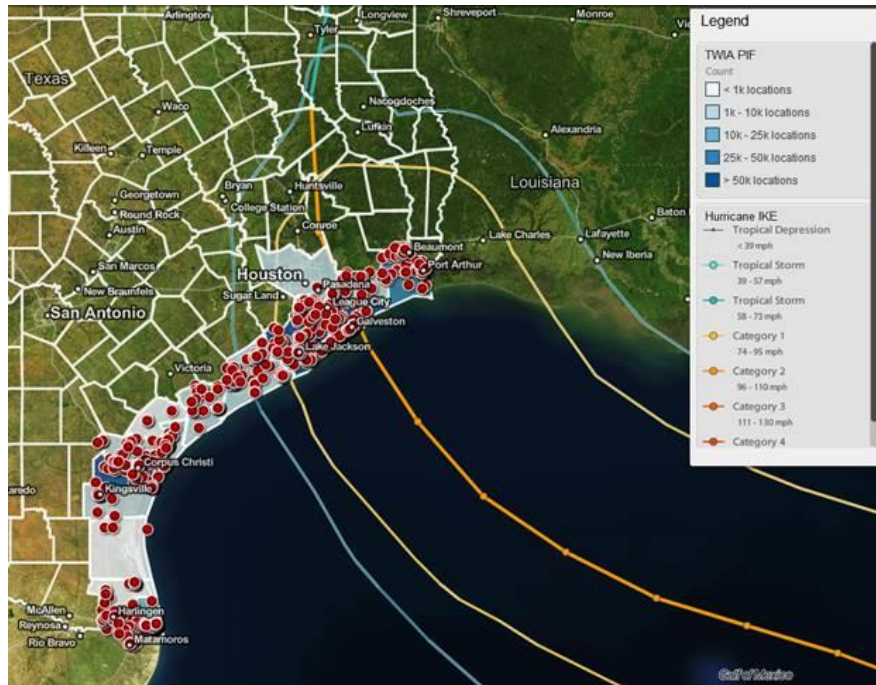 Legend
TWIA PIF
Count
< 1k locations
1k - 10k locations
10k - 25k locations
25k - 50k locations
> 50k locations
Hurricane IKE
Tropical Depression
< 39 mph
Tropical Storm
39 - 57 mph
Tropical Storm
58 - 73 mph
Category 1
74 - 95 mph
Category 2
96 - 110 mph
Category 3
111 - 130 mph
Category 4
Arlington
Longview
Shreveport
Monroe
Tyler
Texas
Waco
Nacogdoches
Lufkin
Killeen
Temple
Alexandria
Georgetown
Round Rock
Austin
Bryan
College Station
Huntsville
Louisiana
Conroe
Baton
San Marcos
New Braunfels
Houston
Beaumont
Lake Charles
Lafayette
New Iberia
Port Arthur
Pasadena
Sugar Land
League City
San Antonio
Galveston
Lake Jackson
Victoria
Corpus Christi
Kingsville
aredo
McAllen
Harlingen
Reynosa
Rio Bravo
Matamoros
Gulf of Mexico